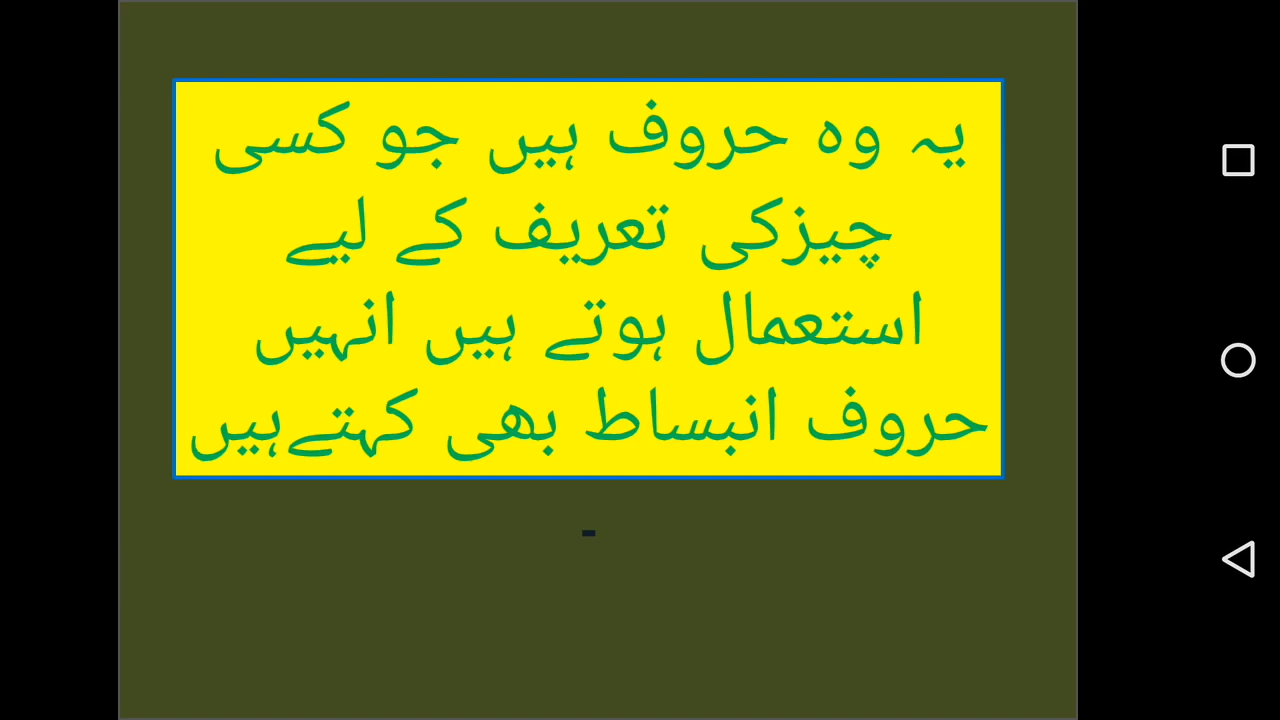 یہ وہ حروف ہیں جو کسی
چیزکی تعریف کے لیے
استعمال ہوتے ہیں انہیں
حروف انبساط بھی کہتےہیں
-